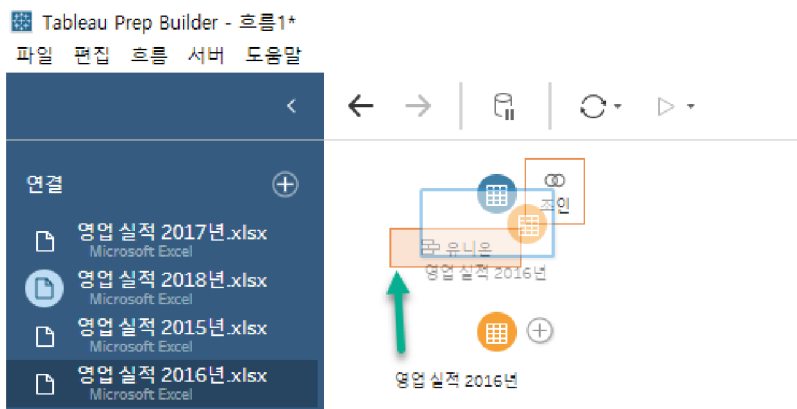 Tableau Prep Builder - 흐름1*
파일 편집 흐름 서버 도움말
연결
영업 실적 2017년.xlsx
Microsoft Excel
영업 실적 2018년.xlsx
Microsoft Excel
영업 실적 2015년.xlsx
Microsoft Excel
영업 실적 2016년.xlsx
Microsoft Excel
조인
유니온
영업 실적 2016년
영업 실적 2016년